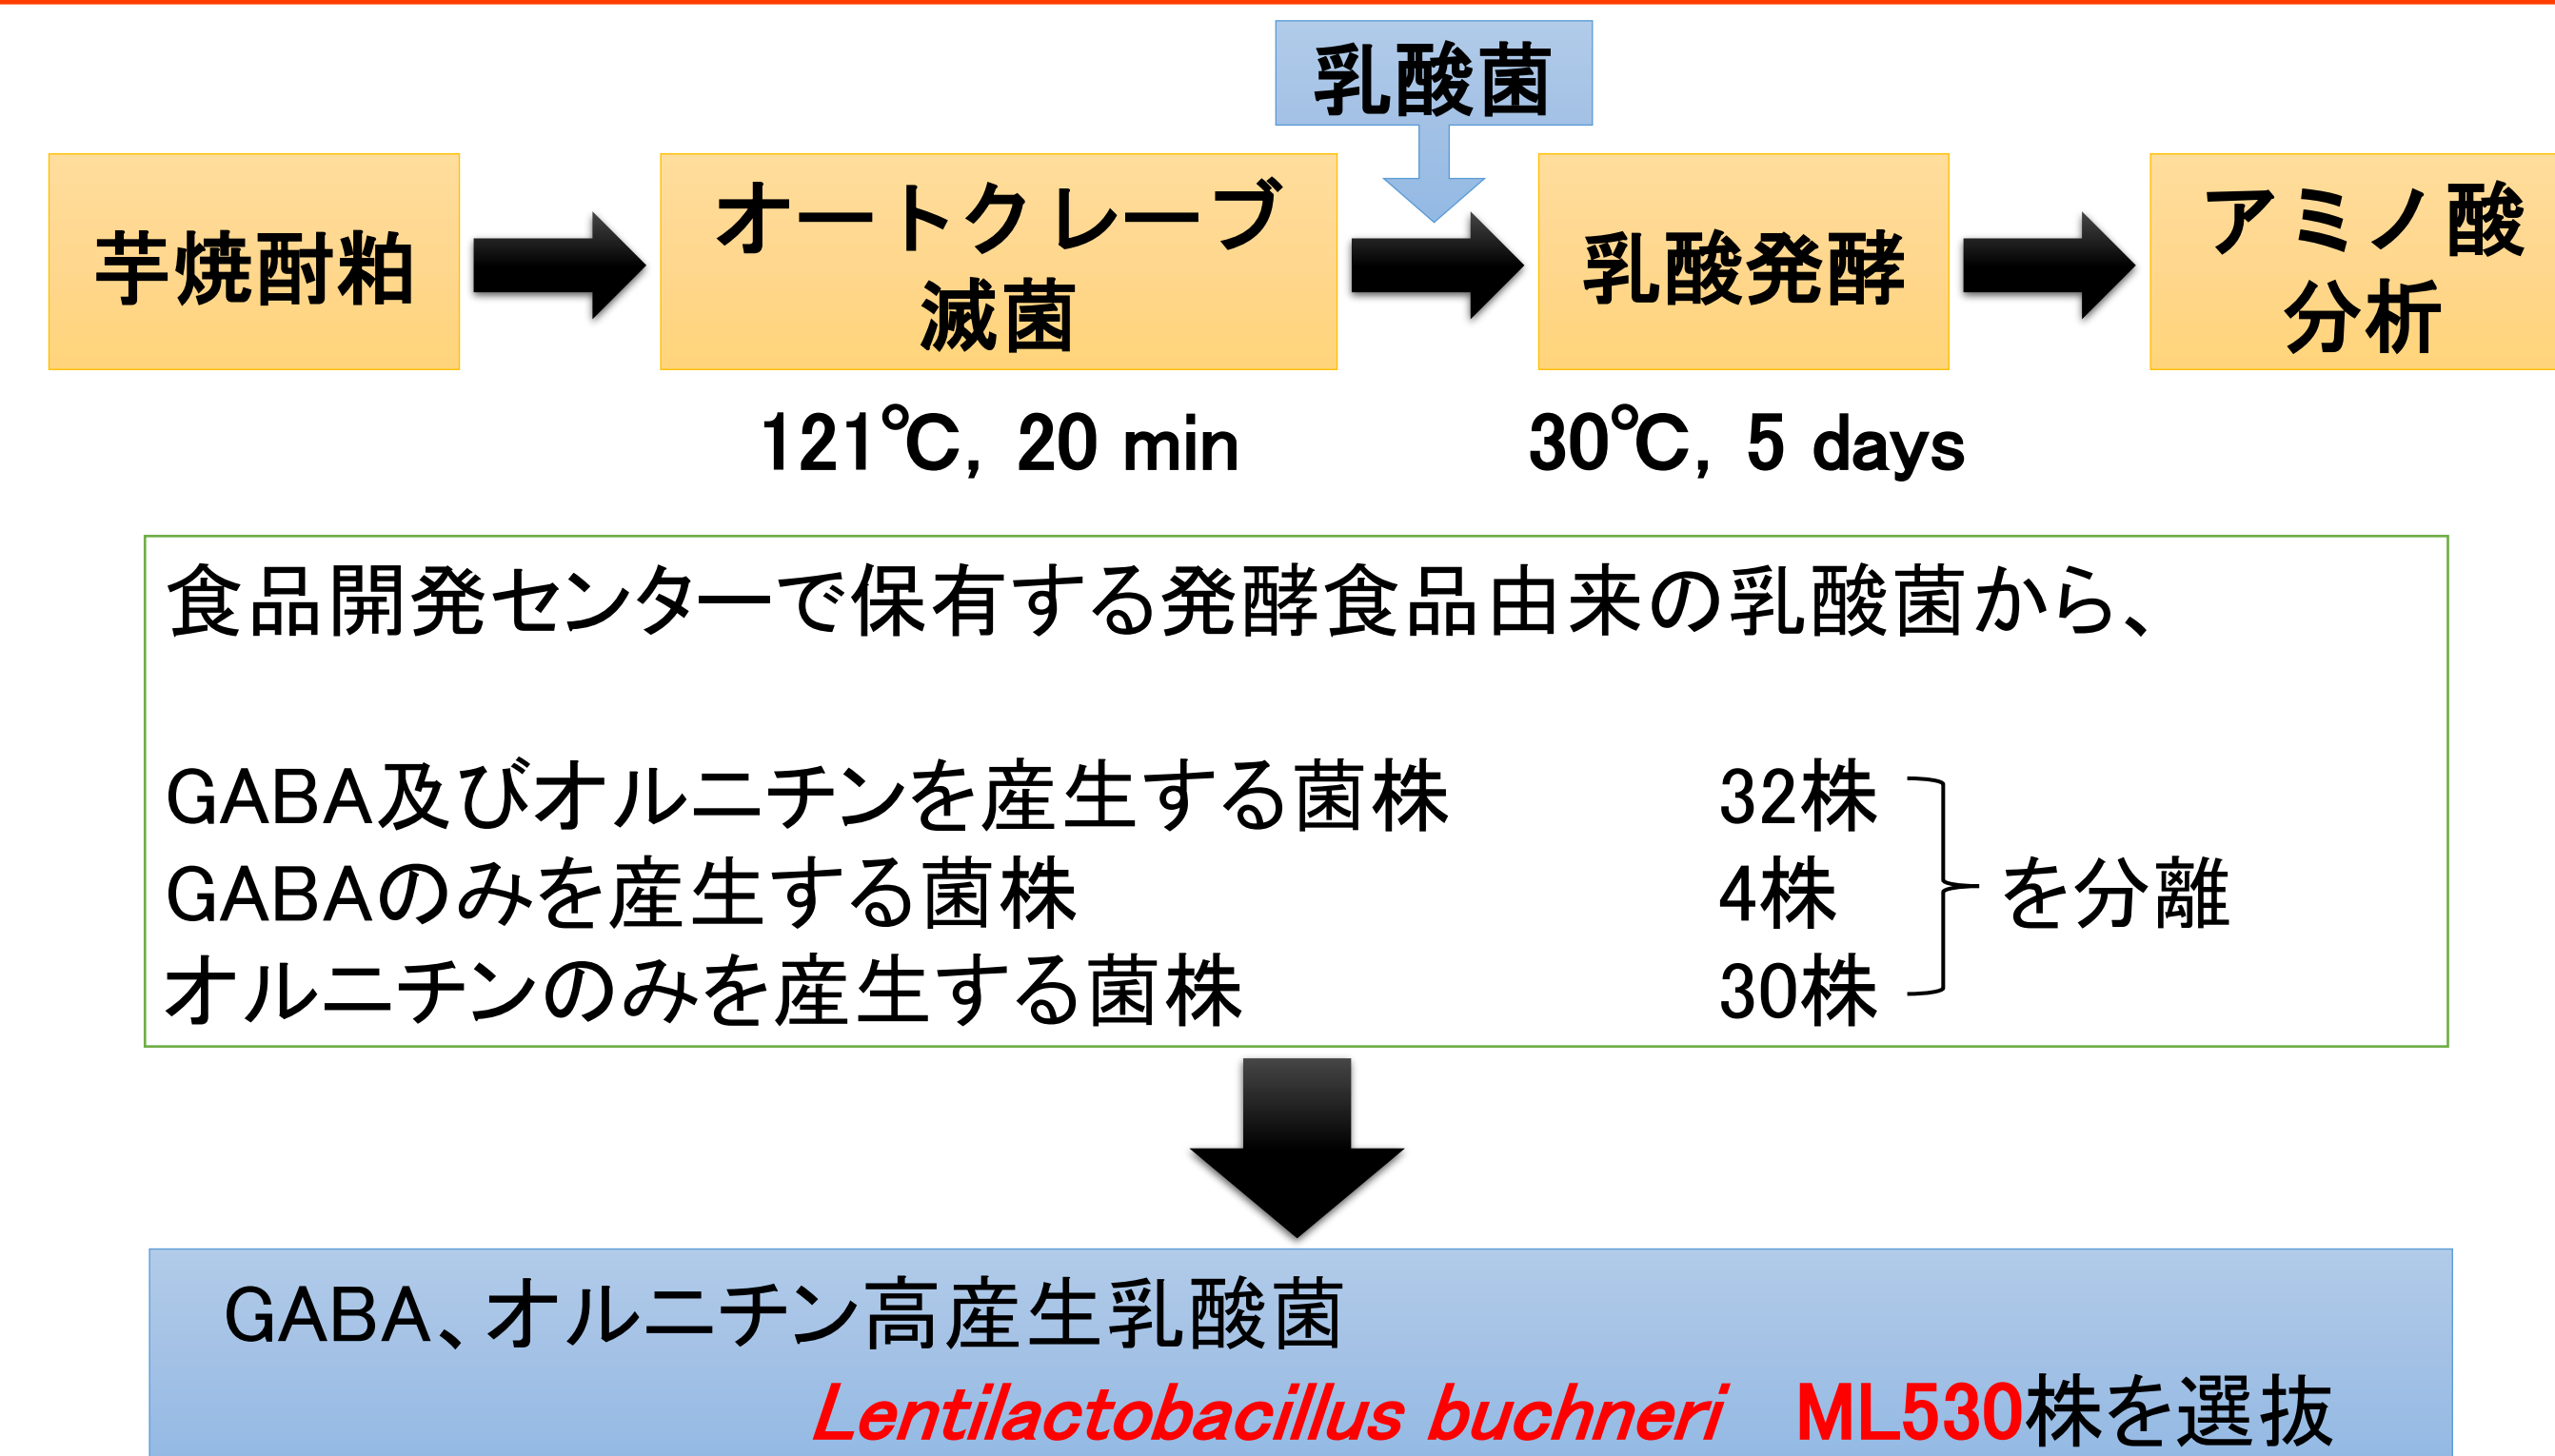 乳酸菌
芋焼酎粕
オートクレーブ
滅菌
乳酸発酵
アミノ酸
分析
121℃, 20 min
30℃, 5 days
食品開発センターで保有する発酵食品由来の乳酸菌から、
GABA及びオルニチンを産生する菌株 32株
GABAのみを産生する菌株 4株 を分離
オルニチンのみを産生する菌株 30株
GABA、オルニチン高産生乳酸菌
Lentilactobacillus buchneri ML530株を選抜